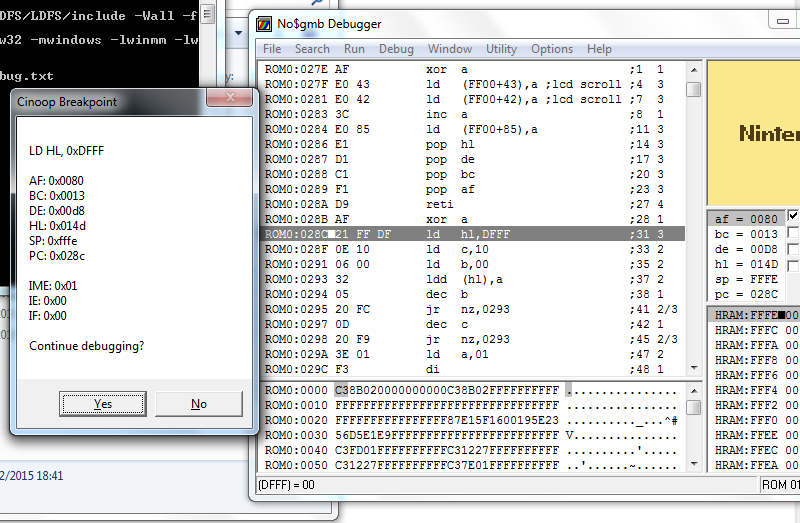 DFS/LDFS/include -Wall -f
w32 -mwindows -lwinmm -lw
bug.txt
Cinoop Breakpoint
LD HL, 0xDFFF
AF: 0x0080
BC: 0x0013
DE: 0x00d8
HL: 0x014d
SP: 0xfffe
PC: 0x028c
IME: 0x01
IE: 0x00
IF: 0x00
Continue debugging?
Yes No
2/2015 18:41
No$gmb Debugger
File Search Run Debug Window Utility Options Help
ROM0:027E AF xor a ;1 1
ROM0:027F E0 43 ld (FF00+43),a ;lcd scroll ;4 3
ROM0:0281 E0 42 ld (FF00+42),a ;lcd scroll ;7 3
ROM0:0283 3C inc a ;8 1
ROM0:0284 E0 85 ld (FF00+85),a ;11 3
ROM0:0286 E1 pop hl ;14 3
ROM0:0287 D1 pop de ;17 3
ROM0:0288 C1 pop bc ;20 3
ROM0:0289 F1 pop af ;23 3
ROM0:028A D9 reti ;27 4
ROM0:028B AF xor a ;28 1
ROM0:028C 21 FF DF ld hl,DFFF ;31 3
ROM0:028F 0E 10 ld c,10 ;33 2
ROM0:0291 06 00 ld b,00 ;35 2
ROM0:0293 32 ldd (hl),a ;37 2
ROM0:0294 05 dec b ;38 1
ROM0:0295 20 FC jr nz,0293 ;41 2/3
ROM0:0297 0D dec c ;42 1
ROM0:0298 20 F9 jr nz,0293 ;45 2/3
ROM0:029A 3E 01 ld a,01 ;47 2
ROM0:029C F3 di ;48 1
ROM0:0000 C38B020000000000C38B02FFFFFFFFFF ................
ROM0:0010 FFFFFFFFFFFFFFFFFFFFFFFFFFFFFFFF ................
ROM0:0020 FFFFFFFFFFFFFFFF87E15F1600195E23 .........._...^#
ROM0:0030 56D5E1E9FFFFFFFFFFFFFFFFFFFFFFFF V...............
ROM0:0040 C3FD01FFFFFFFFFFC31227FFFFFFFFFF ..........'.....
ROM0:0050 C31227FFFFFFFFFFC37E01FFFFFFFFFF ..'......~......
(DFFF) = 00
Ninten
af = 0080
bc = 0013
de = 00D8
hl = 014D
sp = FFFE
pc = 028C
HRAM:FFFE 00
HRAM:FFFC 00
HRAM:FFFA 00
HRAM:FFF8 00
HRAM:FFF6 00
HRAM:FFF4 00
HRAM:FFF2 00
HRAM:FFF0 00
HRAM:FFEE 00
HRAM:FFEC 00
HRAM:FFEA 00
ROM 01